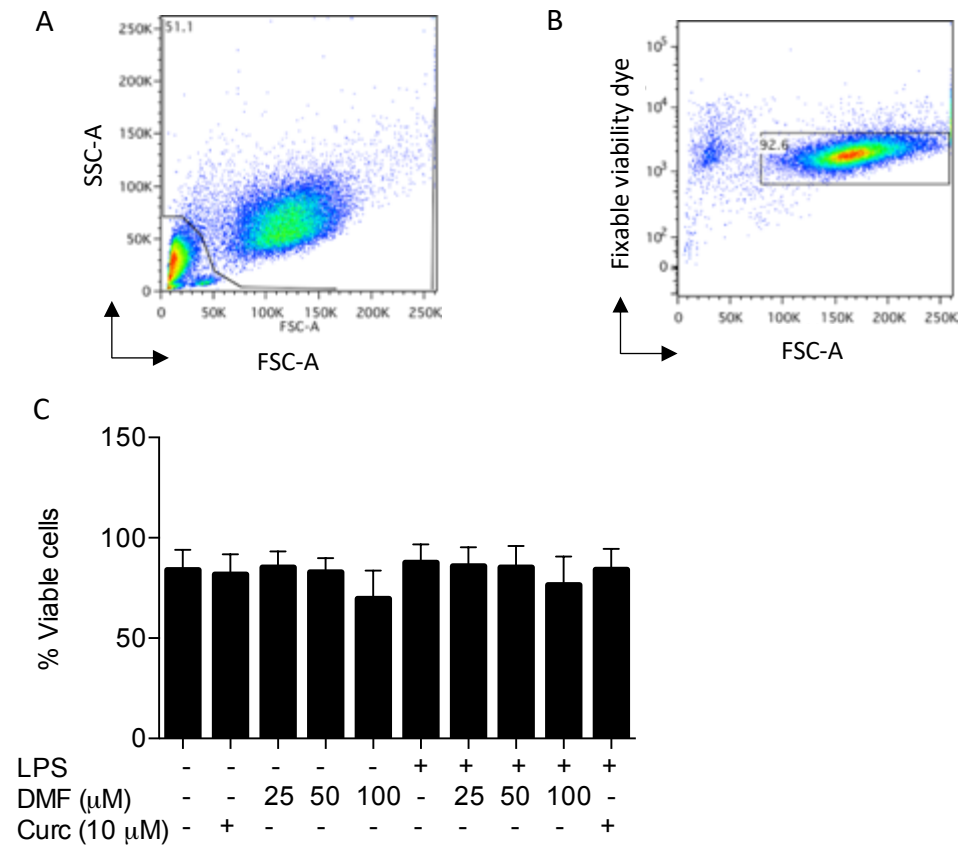 A
51.1
250K
200K
150K
100K
50K
0
SSC-A
0 50K 100K 150K 200K 250K
FSC-A
FSC-A
B
10⁵
10⁴
10³
10²
0
92.6
Fixable viability dye
0 50K 100K 150K 200K 250K
FSC-A
C
150
100
50
0
% Viable cells
LPS - - - - - + + + + +
DMF (μM) - - 25 50 100 - 25 50 100 -
Curc (10 μM) - + - - - - - - - +